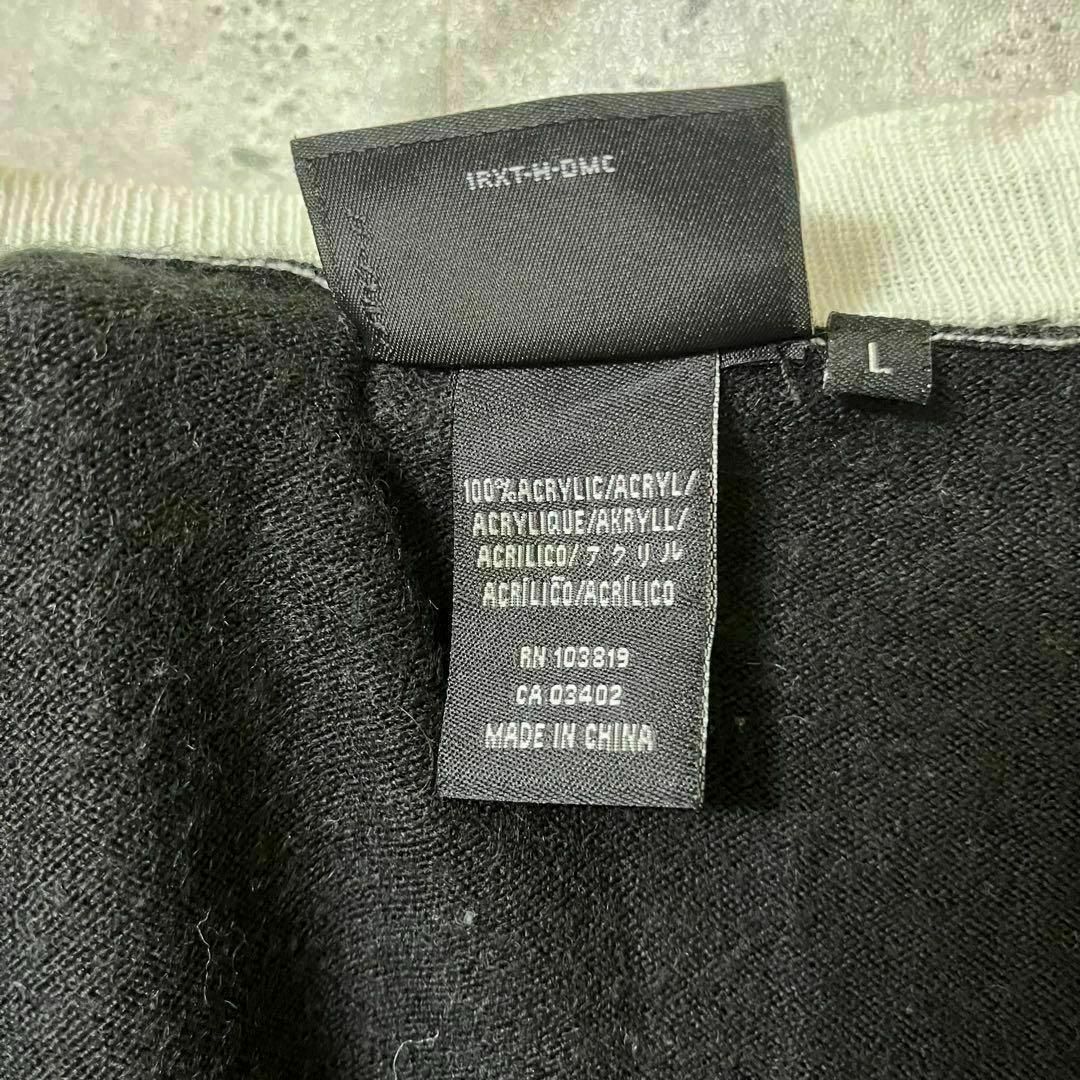 1RXT-H-DMC
L
100%ACRYLIC/ACRYL/
ACRYLIQUE/AKRYLL/
ACRILICO/アクリル
ACRÍLICO/ACRÍLICO
RN 103819
CA 03402
MADE IN CHINA